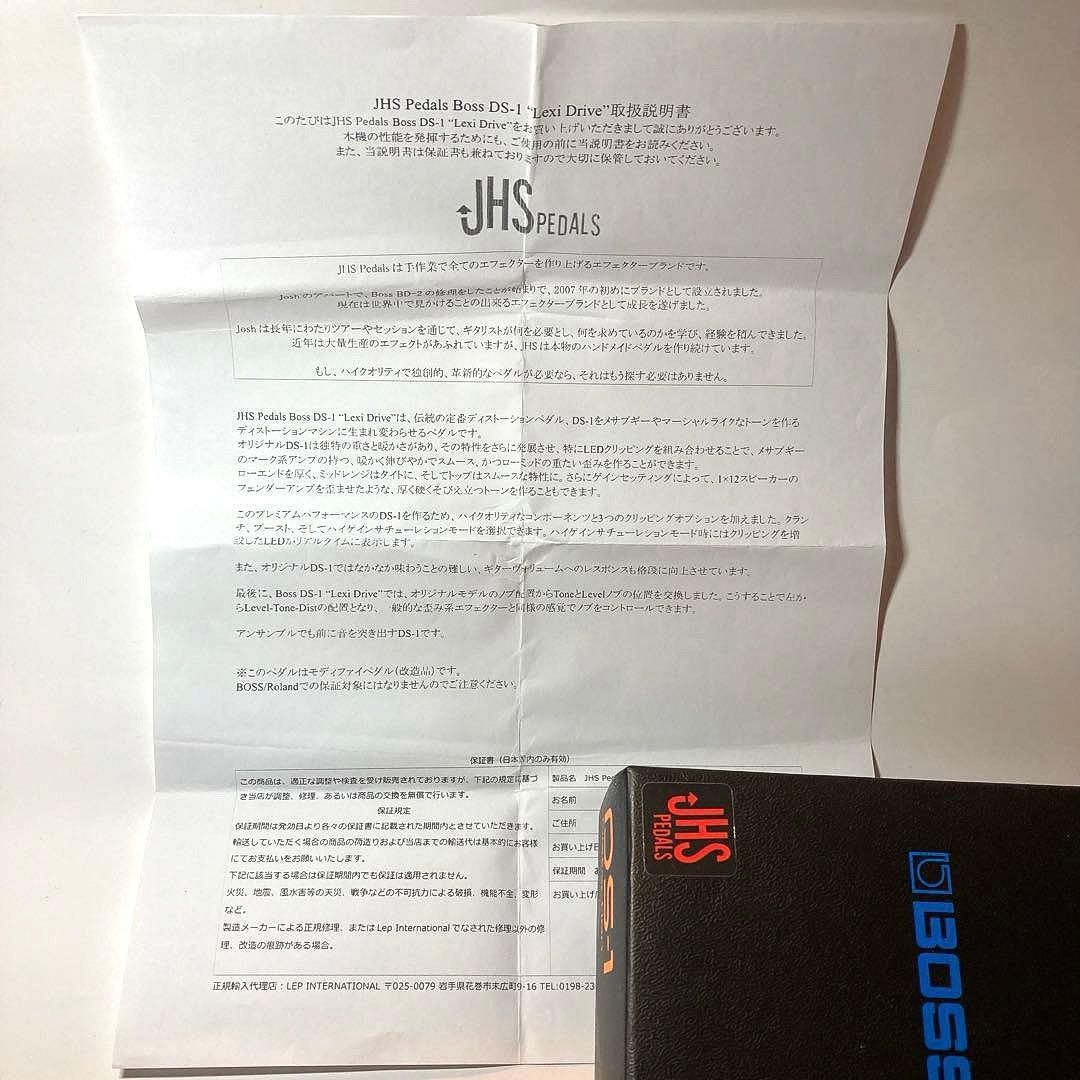 JHS Pedals Boss DS-1 “Lexi Drive”取扱説明書
このたびはJHS Pedals Boss DS-1 “Lexi Drive”をお買い上げいただきまして誠にありがとうございます。
本機の性能を発揮するためにも、ご使用の前に当説明書をお読みください。
また、当説明書は保証書も兼ねておりますので大切に保管しておいてください。
JHS PEDALS
JHS Pedals は手作業で全てのエフェクターを作り上げるエフェクターブランドです。
Josh のアパートで、Boss BD-2 の修理をしたことが始まりで、2007 年の初めにブランドとして設立されました。
現在は世界中で見かけることの出来るエフェクターブランドとして成長を遂げました。
Josh は長年にわたりツアーやセッションを通じて、ギタリストが何を必要とし、何を求めているのかを学び、経験を積んできました。
近年は大量生産のエフェクトがあふれていますが、JHS は本物のハンドメイドペダルを作り続けています。
もし、ハイクオリティで独創的、革新的なペダルが必要なら、それはもう探す必要はありません。
JHS Pedals Boss DS-1 “Lexi Drive”は、伝統の定番ディストーションペダル、DS-1をメサブギーやマーシャルライクなトーンを作る
ディストーションマシンに生まれ変わらせるペダルです。
オリジナルDS-1は独特の重さと暖かさがあり、その特性をさらに発展させ、特にLEDクリッピングを組み合わせることで、メサブギー
のマーク系アンプの持つ、暖かく伸びやかでスムース、かつローミッドの重たい歪みを作ることができます。
ローエンドを厚く、ミッドレンジはタイトに、そしてトップはスムースな特性に。さらにゲインセッティングによって、1×12スピーカーの
フェンダーアンプを歪ませたような、厚く硬くそびえ立つトーンを作ることもできます。
このプレミアムパフォーマンスのDS-1を作るため、ハイクオリティなコンポーネンツと3つのクリッピングオプションを加えました。クラン
チ、ブースト、そしてハイゲインサチュレーションモードを選択できます。ハイゲインサチュレーションモード時にはクリッピングを増
設したLEDがリアルタイムに表示します。
また、オリジナルDS-1ではなかなか味わうことの難しい、ギターヴォリュームへのレスポンスも格段に向上させています。
最後に、Boss DS-1 “Lexi Drive”では、オリジナルモデルのノブ配置からToneとLevelノブの位置を交換しました。こうすることで左か
らLevel-Tone-Distの配置となり、一般的な歪み系エフェクターと同様の感覚でノブをコントロールできます。
アンサンブルでも前に音を突き出すDS-1です。
※このペダルはモディファイペダル（改造品）です。
BOSS/Rolandでの保証対象にはなりませんのでご注意ください。
保証書（日本国内のみ有効）
この商品は、適正な調整や検査を受け販売されておりますが、下記の規定に基づ
き当店が調整、修理、あるいは商品の交換を無償で行います。
保証規定
保証期間は発効日より各々の保証書に記載された期間内とさせていただきます。
輸送していただく場合の商品の荷造りおよび当店までの輸送代は基本的にお客様
にてお支払いをお願いいたします。
下記に該当する場合は保証期間内でも保証は適用されません。
火災、地震、風水害等の天災、戦争などの不可抗力による破損、機能不全、変形
など。
製造メーカーによる正規修理、またはLep Internationalでなされた修理以外の修
理、改造の痕跡がある場合。
製品名 JHS Pe
お名前
ご住所
お買い上げ日
保証期間
お買い上げ
正規輸入代理店：LEP INTERNATIONAL 〒025-0079 岩手県花巻市末広町9-16 TEL:0198-23
JHS PEDALS
DS-1
BOSS